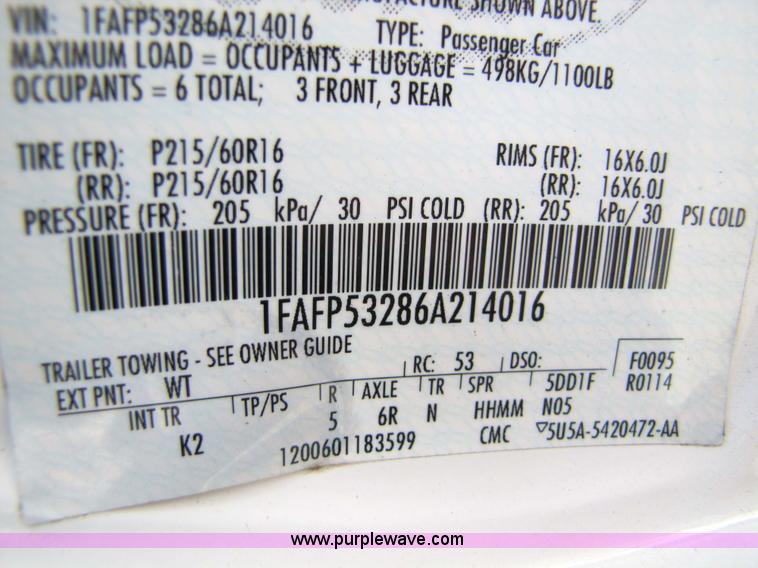 SHOWN ABOVE.
VIN: 1FAFP53286A214016 TYPE: Passenger Car
MAXIMUM LOAD = OCCUPANTS + LUGGAGE = 498KG/1100LB
OCCUPANTS = 6 TOTAL; 3 FRONT, 3 REAR
TIRE (FR): P215/60R16 RIMS (FR): 16X6.0J
(RR): P215/60R16 (RR): 16X6.0J
PRESSURE (FR): 205 kPa/ 30 PSI COLD (RR): 205 kPa/ 30 PSI COLD
1FAFP53286A214016
TRAILER TOWING - SEE OWNER GUIDE
RC: 53 DSO: F0095
EXT PNT: WT R AXLE TR SPR 5DD1F R0114
INT TR TP/PS 5 6R N HHMM N05
K2 1200601183599 CMC ▽5U5A-5420472-AA
www.purplewave.com